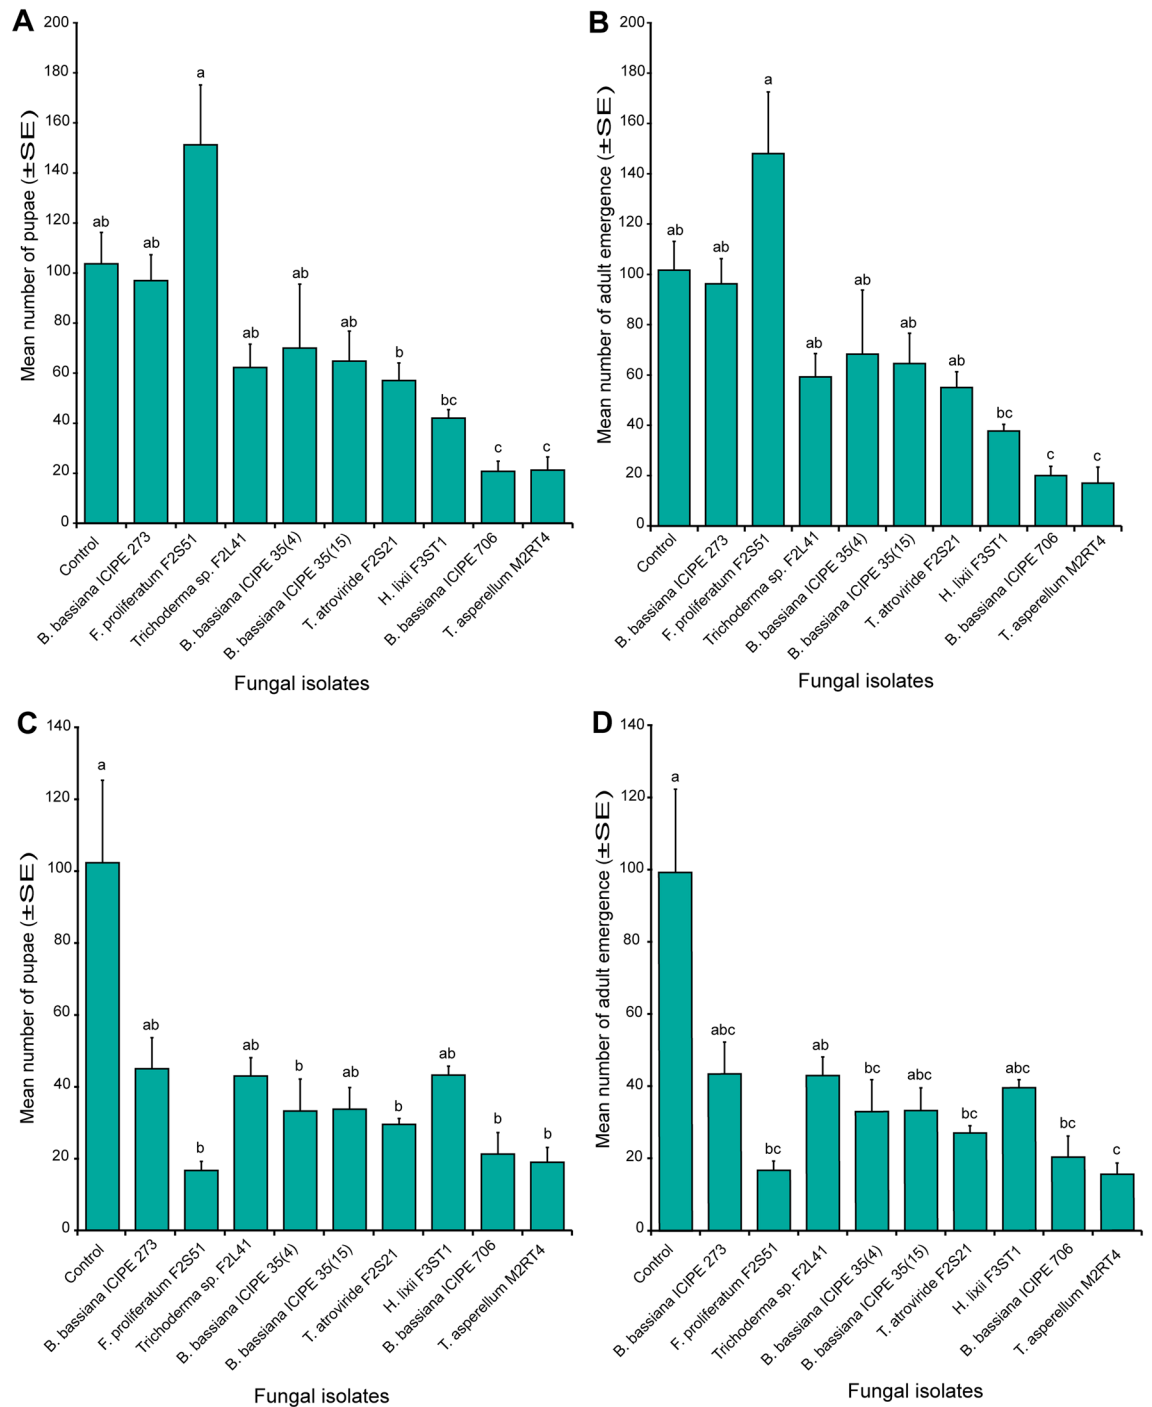 A
Mean number of pupae (±SE)
200
180
160
140
120
100
80
60
40
20
0
ab
ab
a
ab
ab
ab
b
bc
c
c
Control
B. bassiana ICIPE 273
F. proliferatum F2S51
Trichoderma sp. F2L41
B. bassiana ICIPE 35(4)
B. bassiana ICIPE 35(15)
T. atroviride F2S21
H. lixii F3ST1
B. bassiana ICIPE 706
T. asperellum M2RT4
Fungal isolates
B
Mean number of adult emergence (±SE)
200
180
160
140
120
100
80
60
40
20
0
ab
ab
a
ab
ab
ab
ab
bc
c
c
Control
B. bassiana ICIPE 273
F. proliferatum F2S51
Trichoderma sp. F2L41
B. bassiana ICIPE 35(4)
B. bassiana ICIPE 35(15)
T. atroviride F2S21
H. lixii F3ST1
B. bassiana ICIPE 706
T. asperellum M2RT4
Fungal isolates
C
Mean number of pupae (±SE)
140
120
100
80
60
40
20
0
a
ab
b
ab
b
ab
b
ab
b
b
Control
B. bassiana ICIPE 273
F. proliferatum F2S51
Trichoderma sp. F2L41
B. bassiana ICIPE 35(4)
B. bassiana ICIPE 35(15)
T. atroviride F2S21
H. lixii F3ST1
B. bassiana ICIPE 706
T. asperellum M2RT4
Fungal isolates
D
Mean number of adult emergence (±SE)
140
120
100
80
60
40
20
0
a
abc
bc
ab
bc
abc
bc
abc
bc
c
Control
B. bassiana ICIPE 273
F. proliferatum F2S51
Trichoderma sp. F2L41
B. bassiana ICIPE 35(4)
B. bassiana ICIPE 35(15)
T. atroviride F2S21
H. lixii F3ST1
B. bassiana ICIPE 706
T. asperellum M2RT4
Fungal isolates